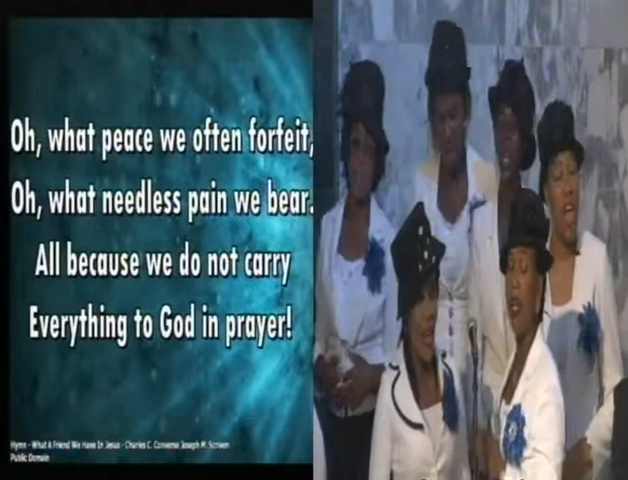 Oh, what peace we often forfeit,
Oh, what needless pain we bear.
All because we do not carry
Everything to God in prayer!
Hymn - What A Friend We Have In Jesus - Charles C. Converse Joseph M. Scriven
Public Domain